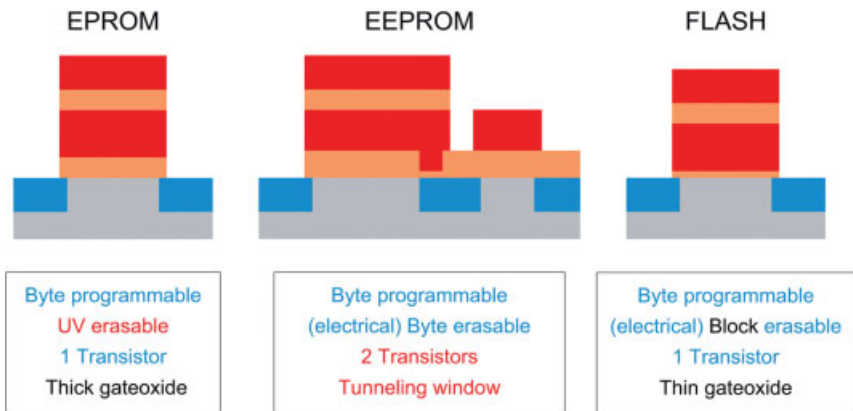 EPROM
EEPROM
FLASH
Byte programmable
UV erasable
1 Transistor
Thick gateoxide
Byte programmable
(electrical) Byte erasable
2 Transistors
Tunneling window
Byte programmable
(electrical) Block erasable
1 Transistor
Thin gateoxide